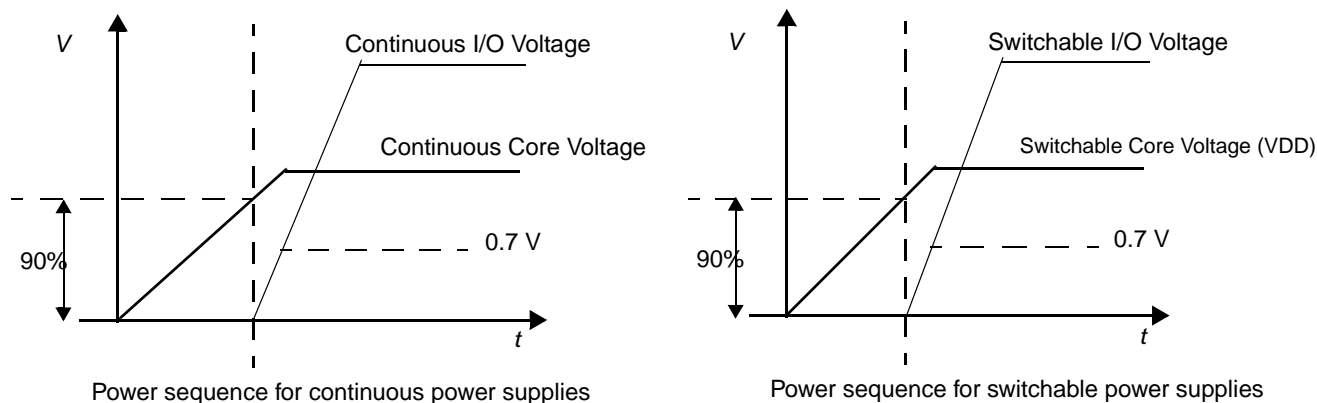 V
Continuous I/O Voltage
Continuous Core Voltage
0.7 V
90%
t
Power sequence for continuous power supplies
V
Switchable I/O Voltage
Switchable Core Voltage (VDD)
0.7 V
90%
t
Power sequence for switchable power supplies